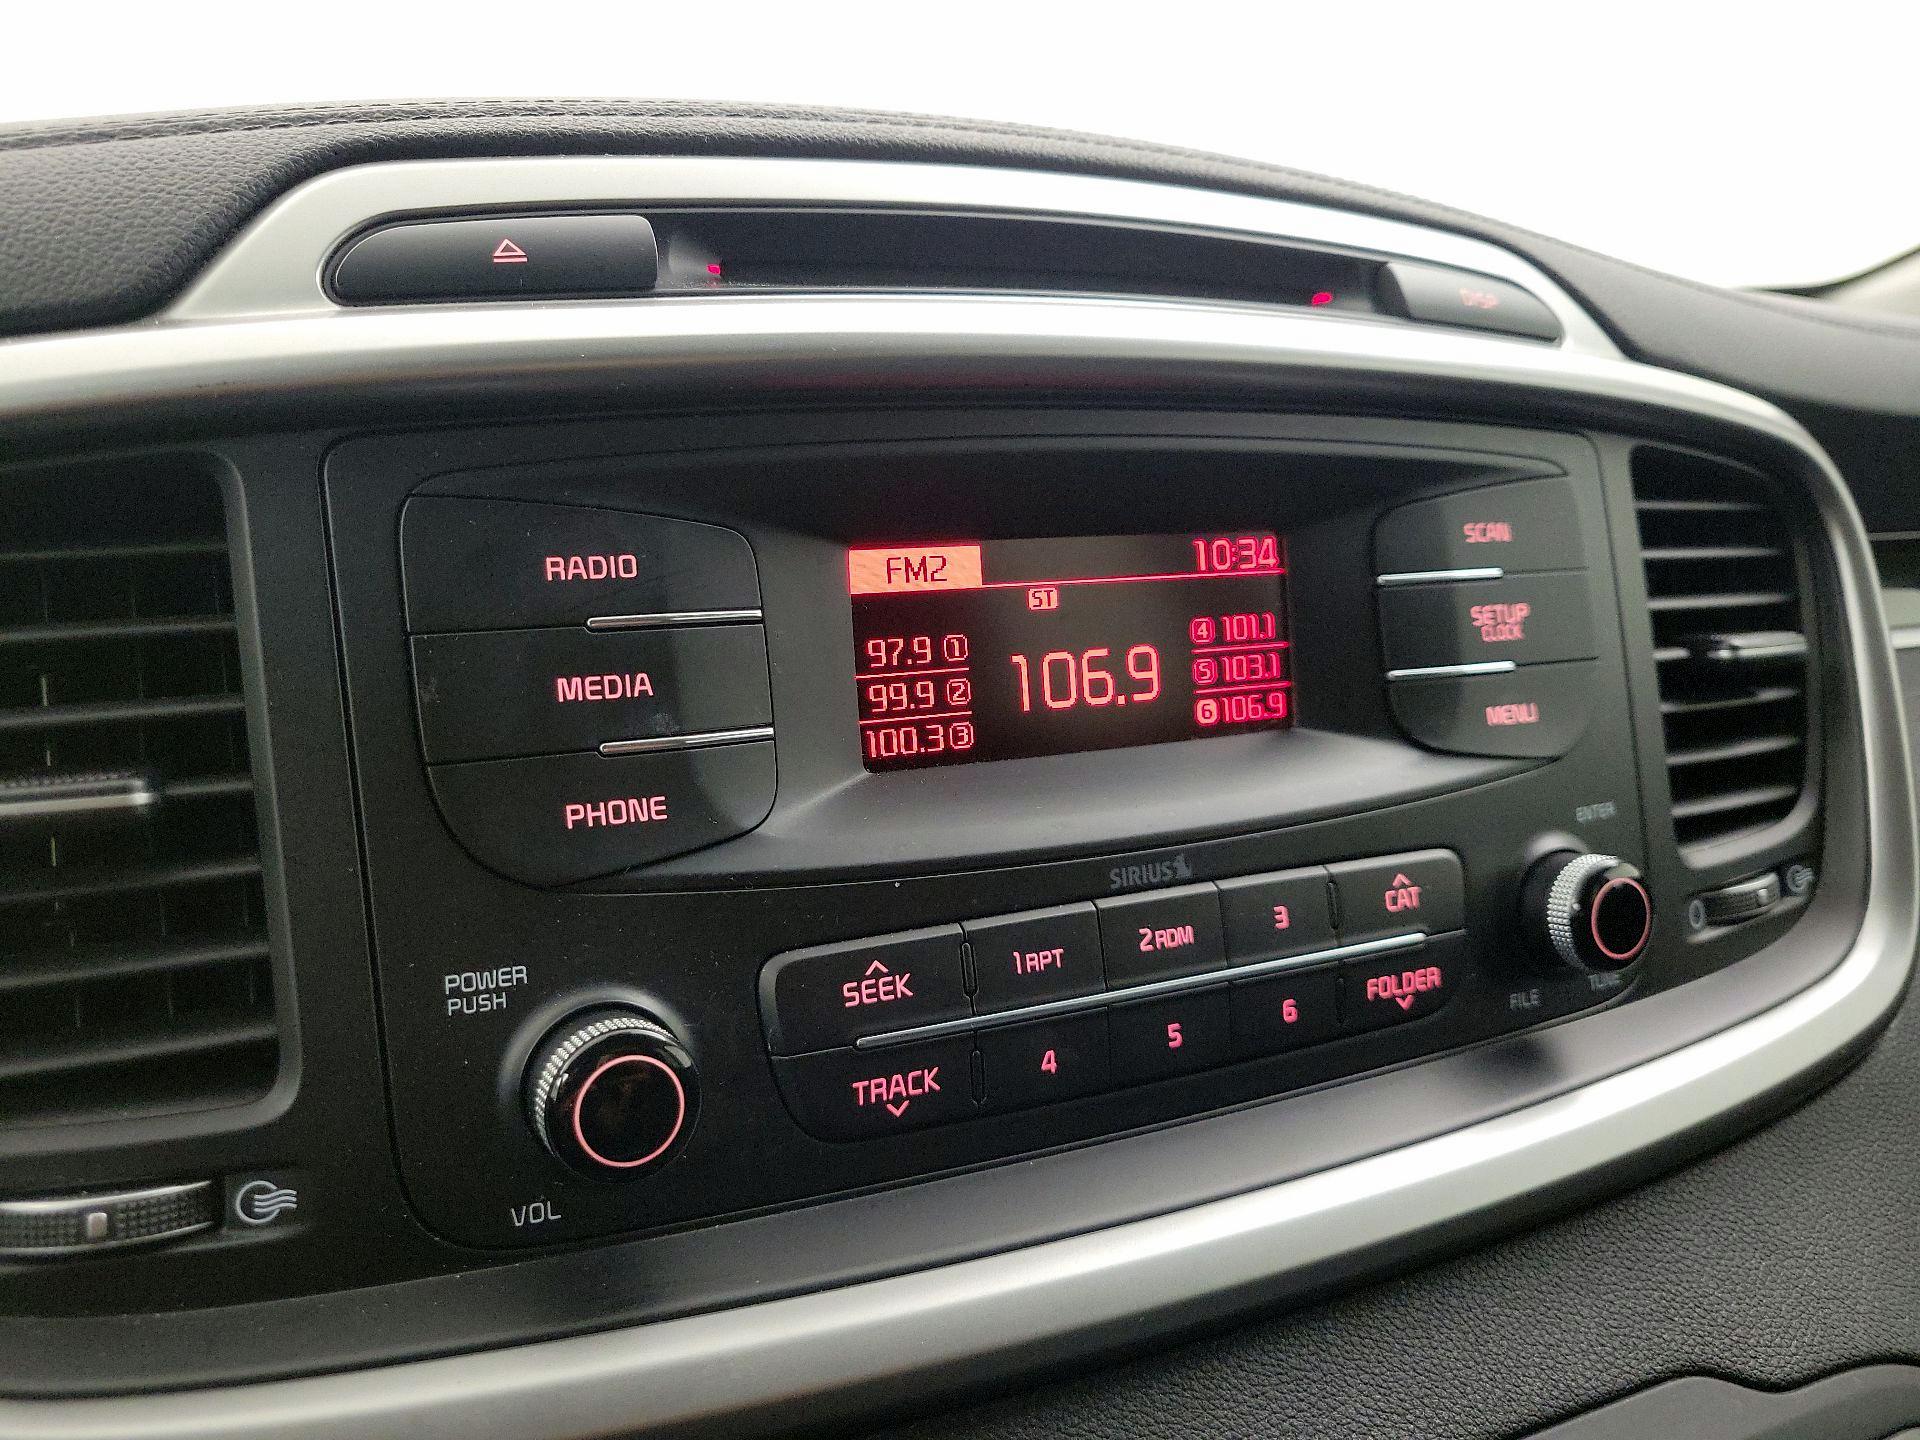 DISP
RADIO
MEDIA
PHONE
FM2
10:34
ST
97.9 1
99.9 2
100.3 3
106.9
4 101.1
5 103.1
6 106.9
SCAN
SETUP
CLOCK
MENU
SIRIUS
ENTER
SEEK
1 RPT
2 RDM
3
CAT
TRACK
4
5
6
FOLDER
FILE
TUNE
POWER
PUSH
VOL